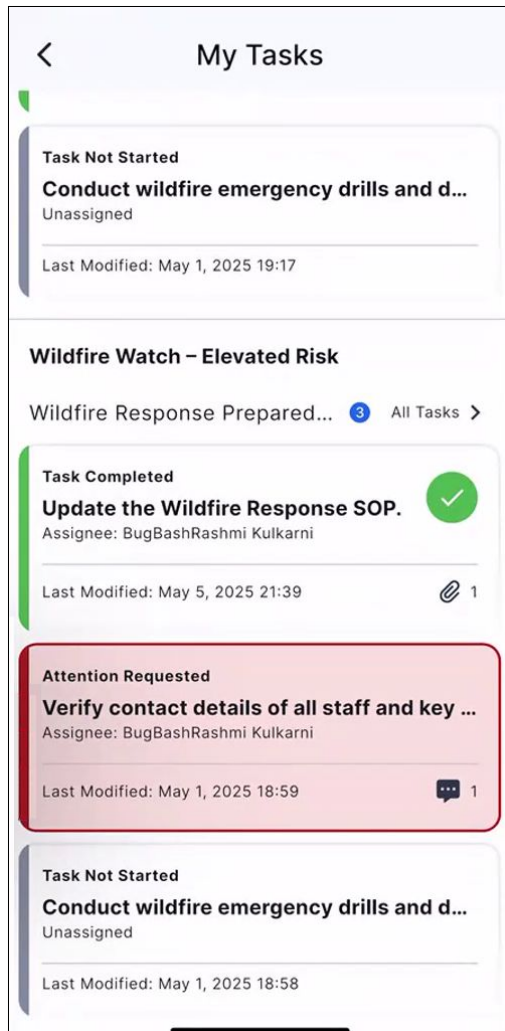 My Tasks
Task Not Started
Conduct wildfire emergency drills and d...
Unassigned
Last Modified: May 1, 2025 19:17
Wildfire Watch – Elevated Risk
Wildfire Response Prepared... 3 All Tasks
Task Completed
Update the Wildfire Response SOP.
Assignee: BugBashRashmi Kulkarni
Last Modified: May 5, 2025 21:39 1
Attention Requested
Verify contact details of all staff and key ...
Assignee: BugBashRashmi Kulkarni
Last Modified: May 1, 2025 18:59 1
Task Not Started
Conduct wildfire emergency drills and d...
Unassigned
Last Modified: May 1, 2025 18:58